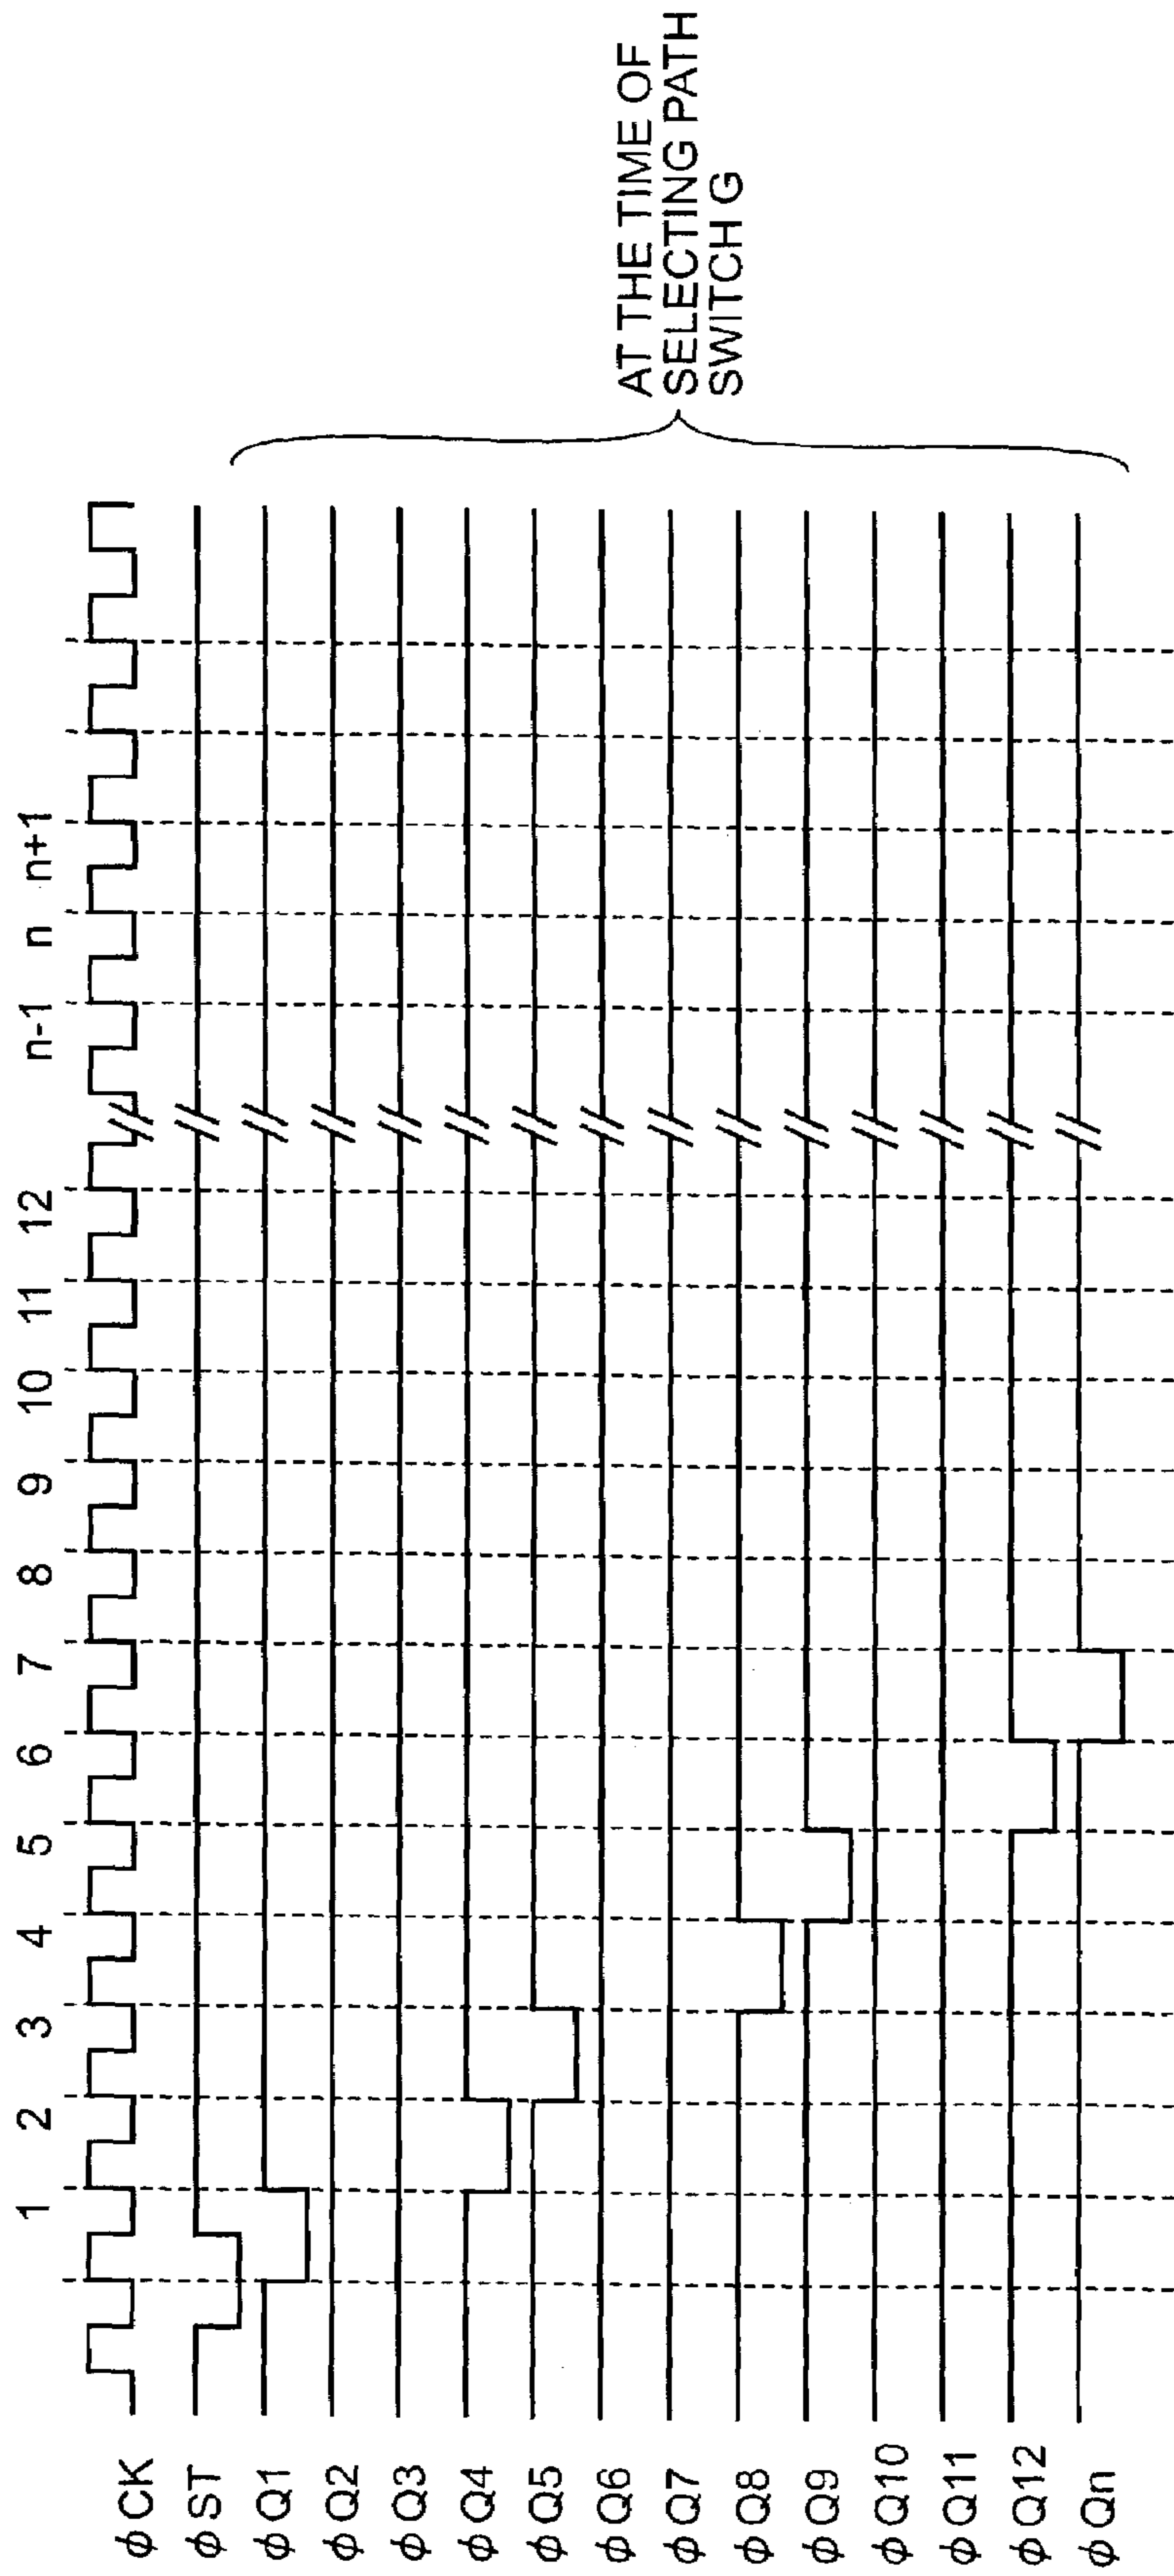 1 2 3 4 5 6 7 8 9 10 11 12 n-1 n n+1
φCK
φST
φQ1
φQ2
φQ3
φQ4
φQ5
φQ6
φQ7
φQ8
φQ9
φQ10
φQ11
φQ12
φQn
AT THE TIME OF
SELECTING PATH
SWITCH G